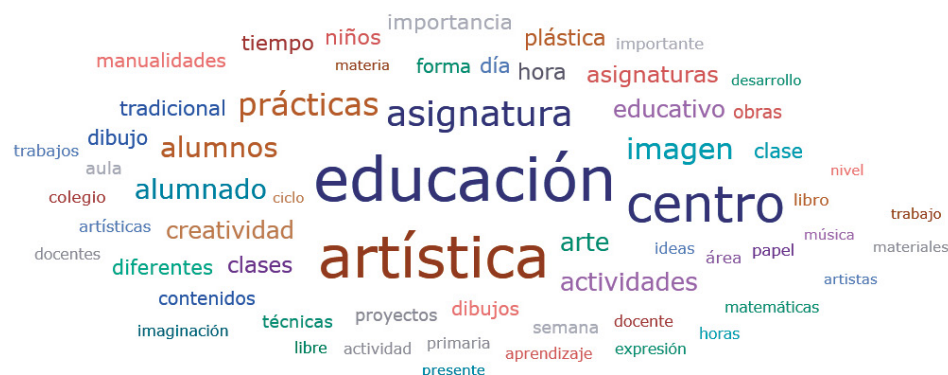 importancia
tiempo niños plástica importante
manualidades materia forma día hora asignaturas desarrollo
tradicional prácticas asignatura educativo obras
trabajos dibujo alumnos imagen clase
aula nivel
colegio alumnado ciclo educación centro libro trabajo
artísticas creatividad artística arte ideas área papel música materiales
docentes diferentes clases actividades artistas
contenidos técnicas proyectos dibujos matemáticas
imaginación semana docente horas
libre actividad primaria aprendizaje expresión
presente